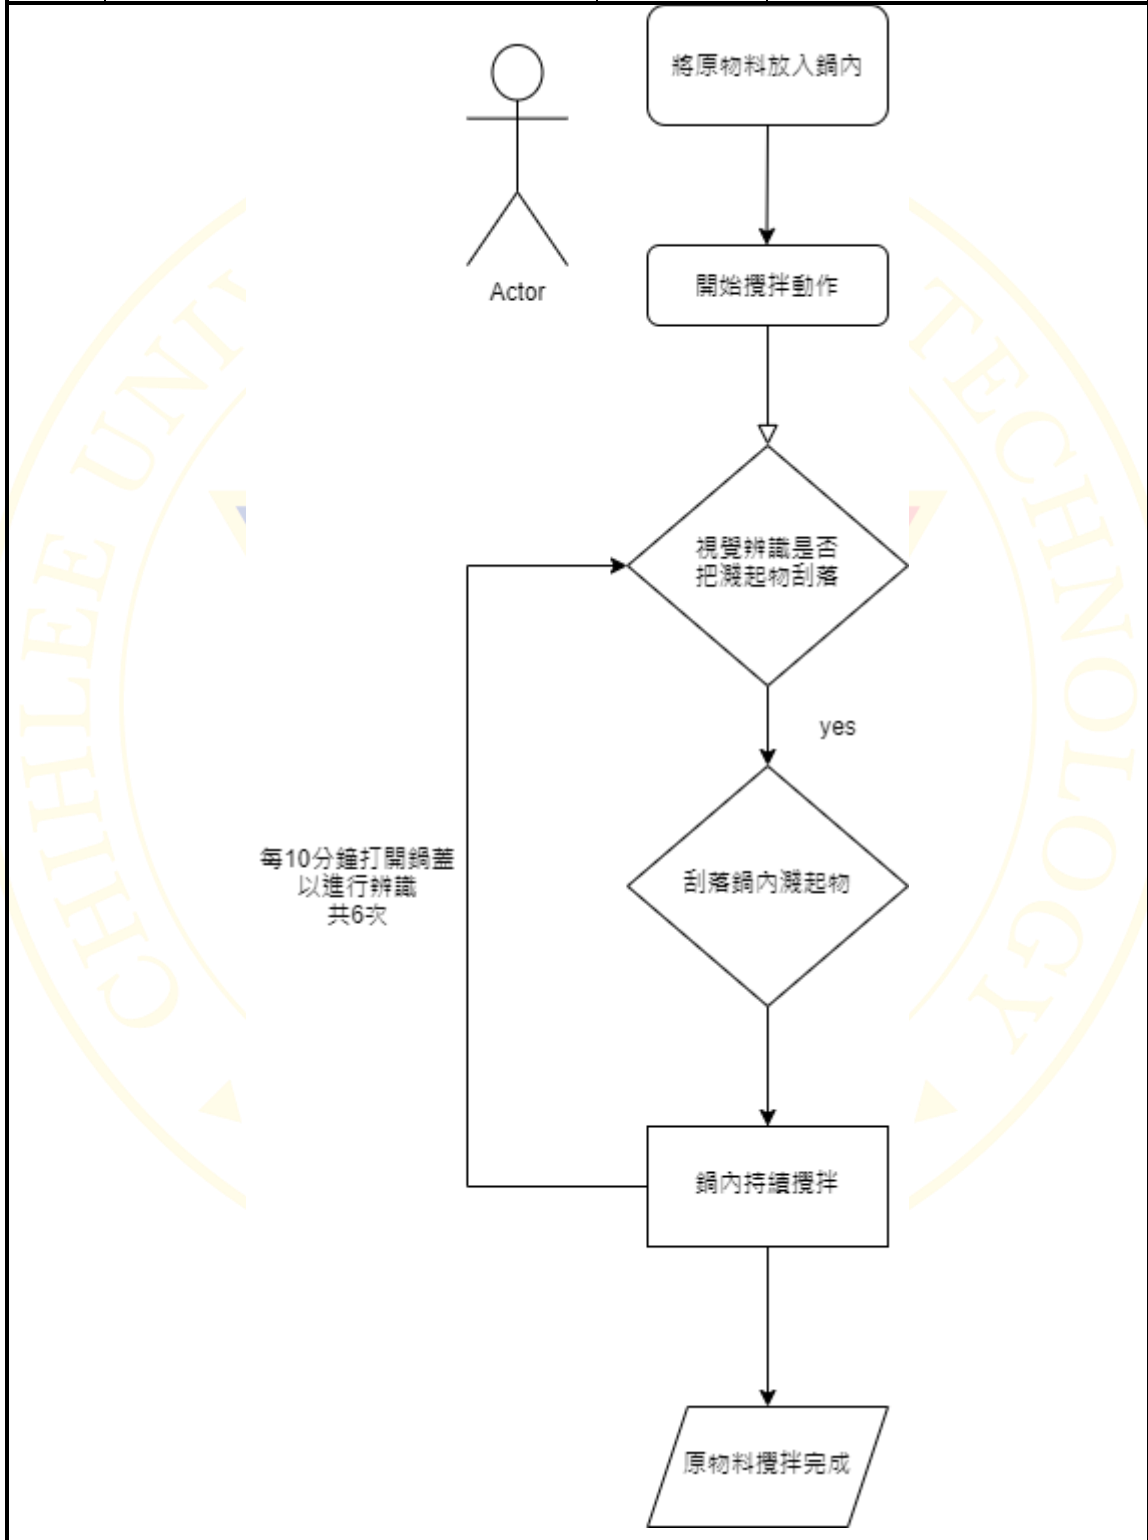 將原物料放入鍋內
Actor
開始攪拌動作
視覺辨識是否
把濺起物刮落
yes
每10分鐘打開鍋蓋
以進行辨識
共6次
刮落鍋內濺起物
鍋內持續攪拌
原物料攪拌完成
CHIHLEE UNIV
TECHNOLOGY